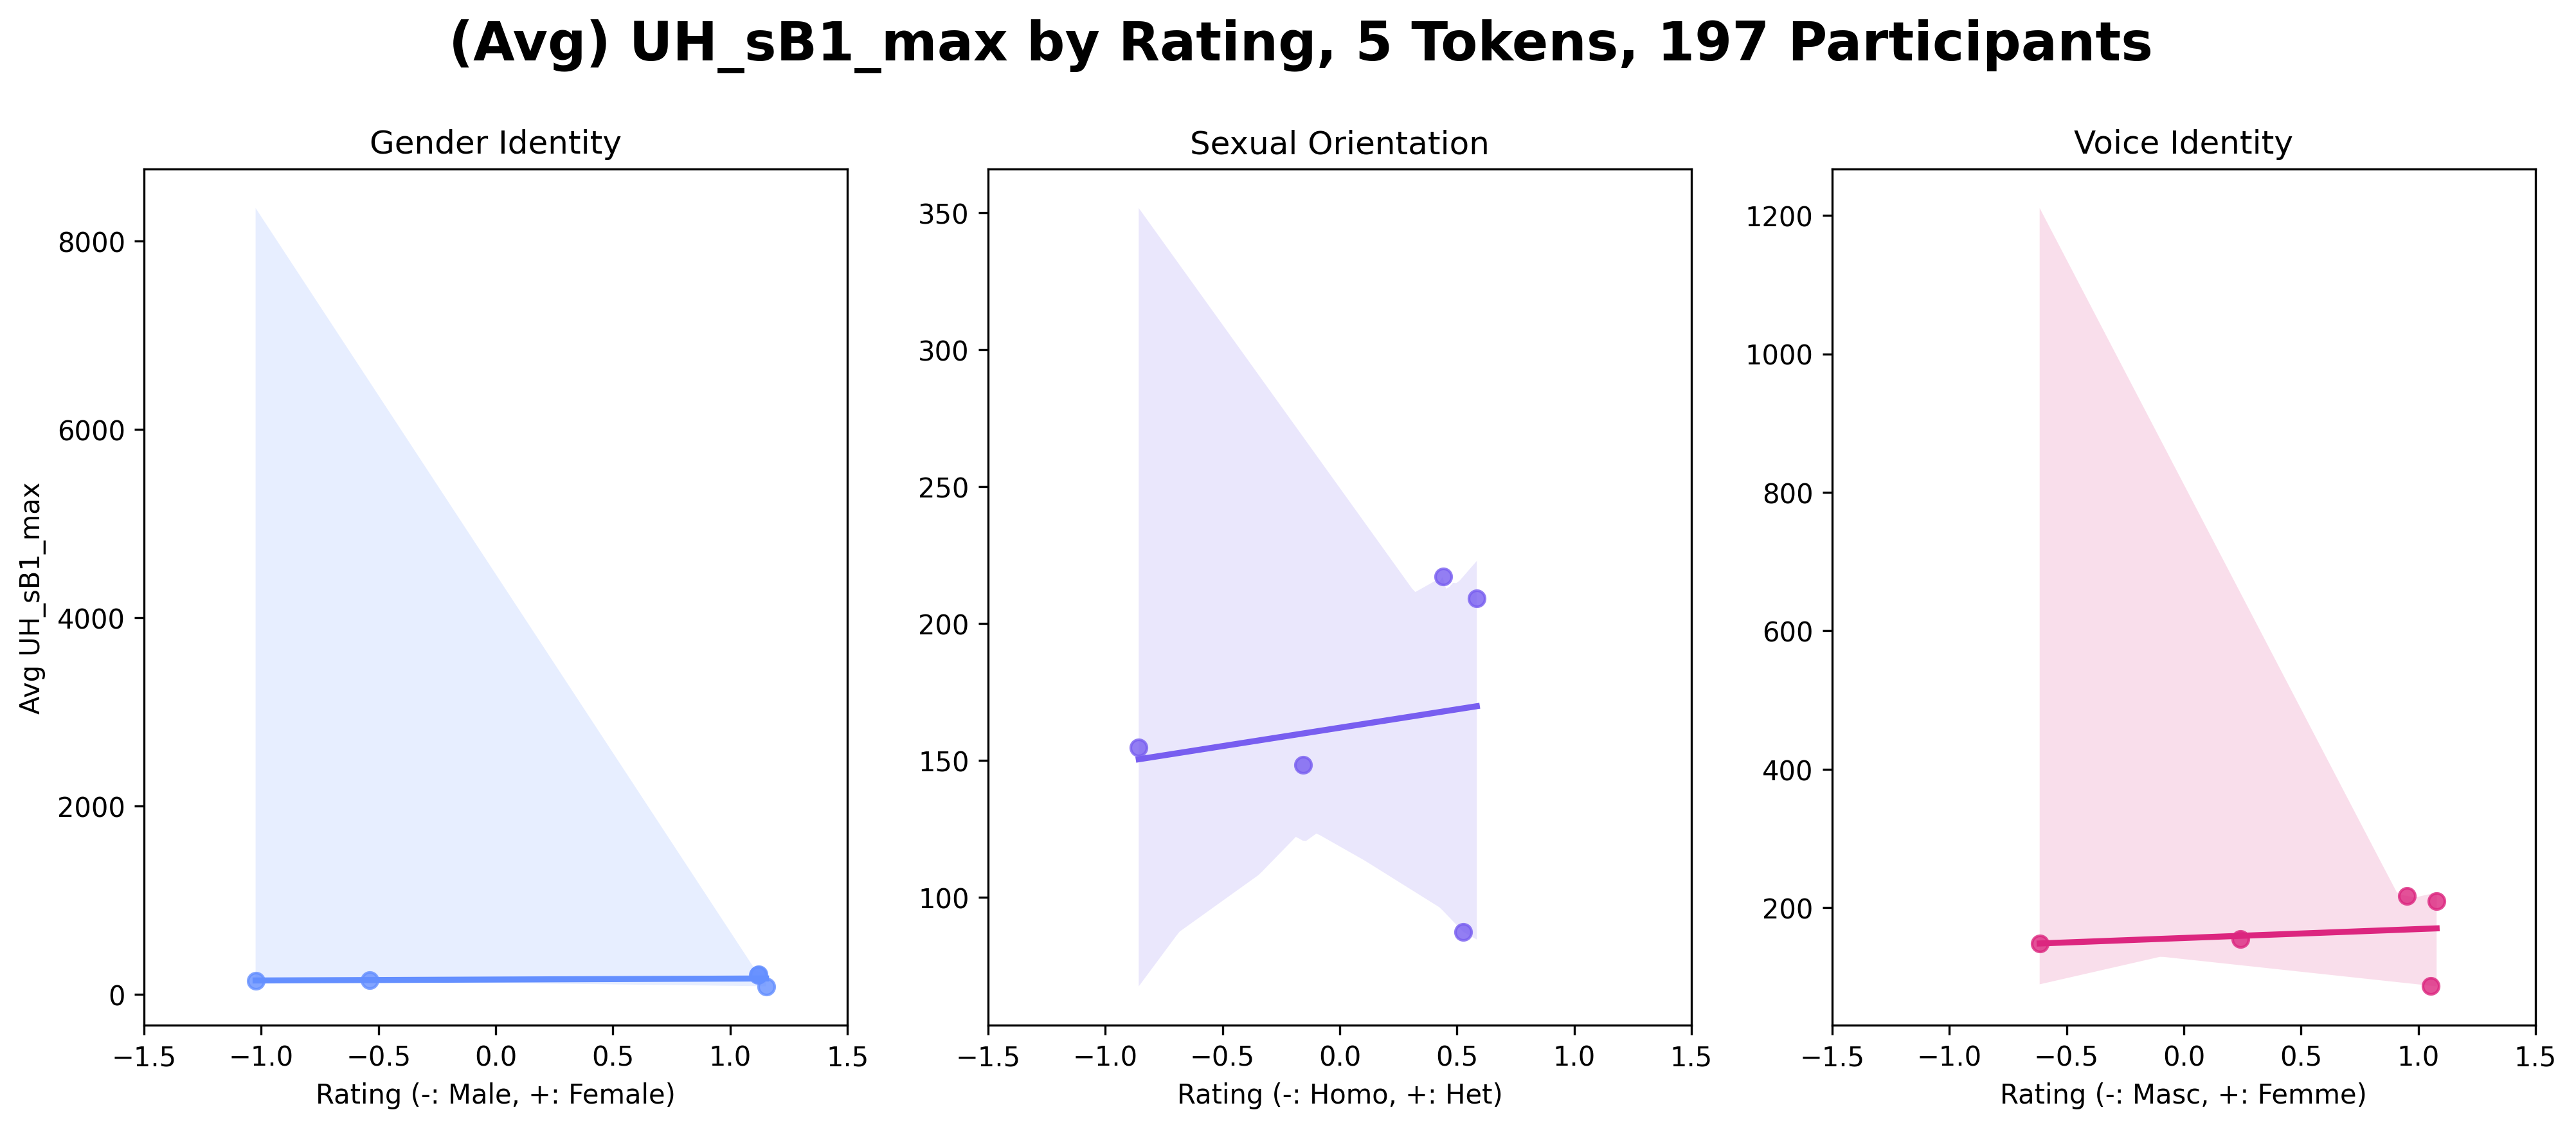 (Avg) UH_sB1_max by Rating, 5 Tokens, 197 Participants
Gender Identity
Avg UH_sB1_max
8000
6000
4000
2000
0
−1.5 −1.0 −0.5 0.0 0.5 1.0 1.5
Rating (-: Male, +: Female)
Sexual Orientation
350
300
250
200
150
100
−1.5 −1.0 −0.5 0.0 0.5 1.0 1.5
Rating (-: Homo, +: Het)
Voice Identity
1200
1000
800
600
400
200
−1.5 −1.0 −0.5 0.0 0.5 1.0 1.5
Rating (-: Masc, +: Femme)